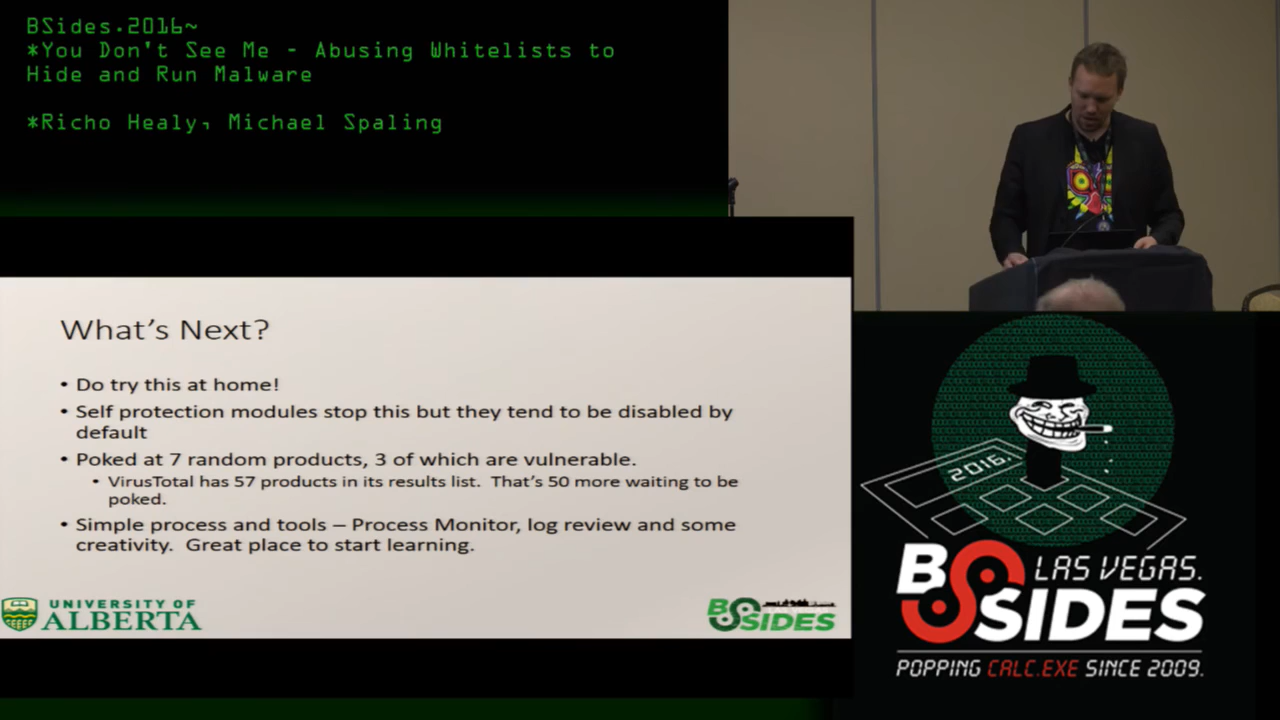 BSides.2016~
*You Don't See Me - Abusing Whitelists to
Hide and Run Malware
*Richo Healy, Michael Spaling
What's Next?
• Do try this at home!
• Self protection modules stop this but they tend to be disabled by
default
• Poked at 7 random products, 3 of which are vulnerable.
• VirusTotal has 57 products in its results list. That's 50 more waiting to be
poked.
• Simple process and tools – Process Monitor, log review and some
creativity. Great place to start learning.
UNIVERSITY OF
ALBERTA
BSIDES
2016.
BSIDES
LAS VEGAS.
POPPING CALC.EXE SINCE 2009.